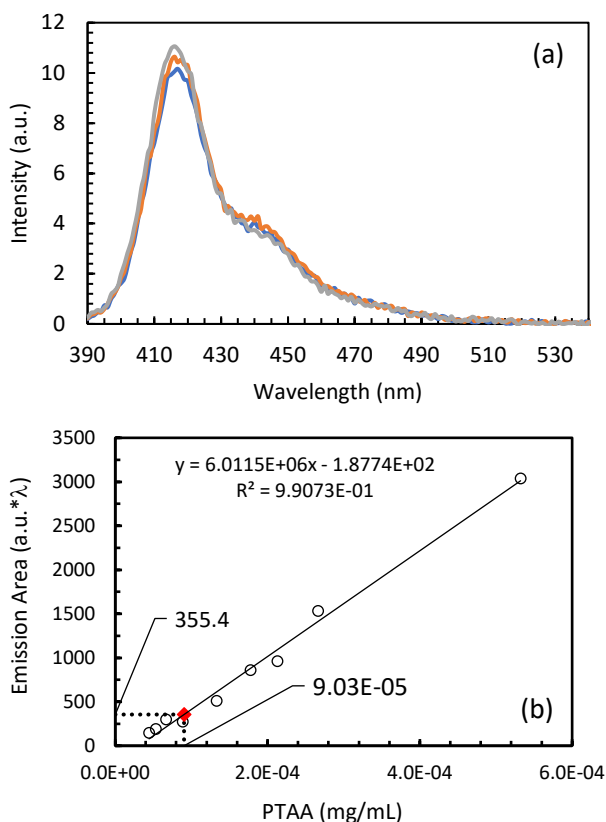 12
10
8
6
4
2
0
Intensity (a.u.)
(a)
390 410 430 450 470 490 510 530
Wavelength (nm)
3500
3000
2500
2000
1500
1000
500
0
Emission Area (a.u.*λ)
y = 6.0115E+06x - 1.8774E+02
R² = 9.9073E-01
355.4
9.03E-05
(b)
0.0E+00 2.0E-04 4.0E-04 6.0E-04
PTAA (mg/mL)